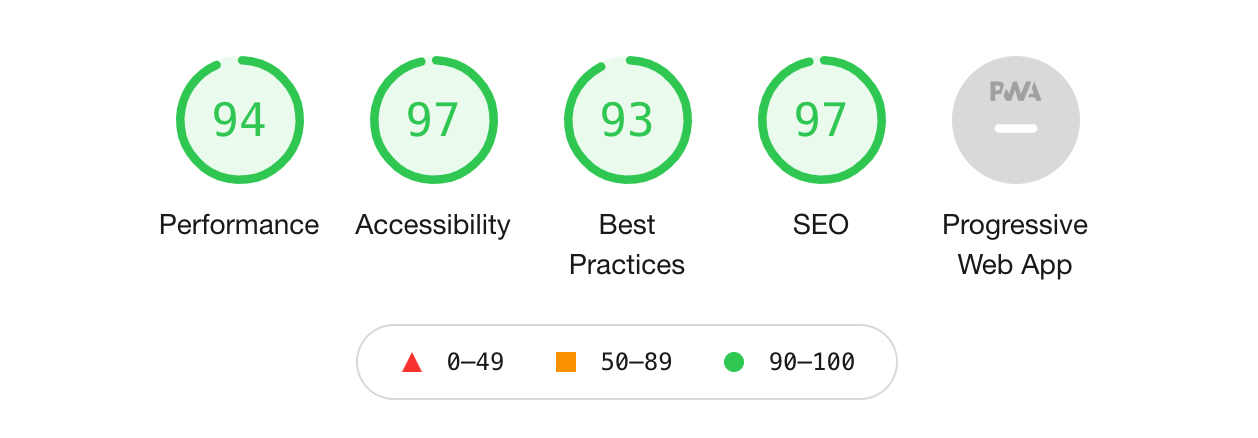 94 97 93 97 PWA
Performance Accessibility Best Practices SEO Progressive Web App
0–49 50–89 90–100